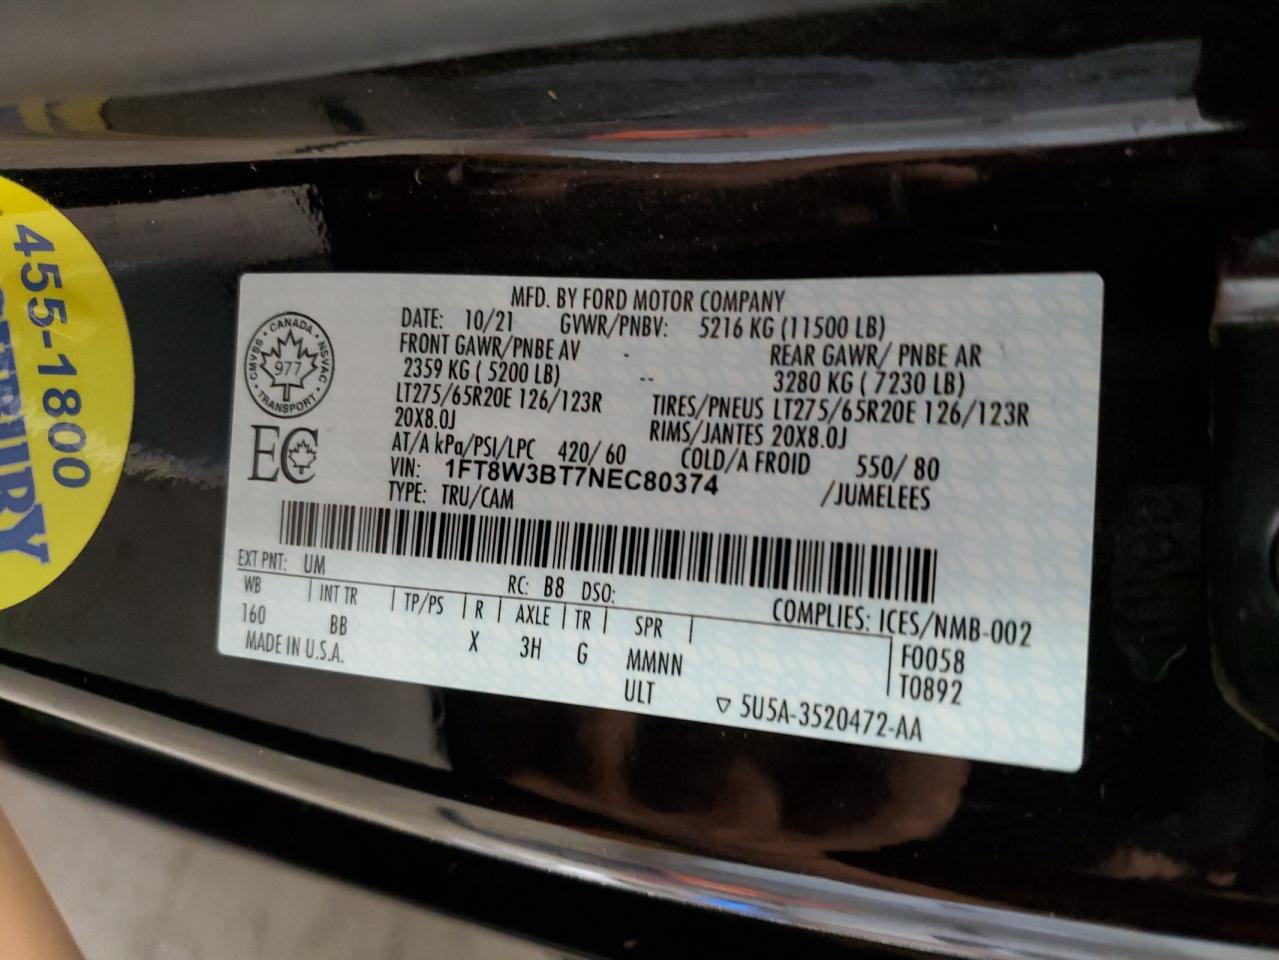 MFD. BY FORD MOTOR COMPANY
DATE: 10/21 GVWR/PNBV: 5216 KG (11500 LB)
FRONT GAWR/PNBE AV - REAR GAWR/ PNBE AR
2359 KG ( 5200 LB) -- 3280 KG ( 7230 LB)
LT275/65R20E 126/123R TIRES/PNEUS LT275/65R20E 126/123R
20X8.0J RIMS/JANTES 20X8.0J
AT/A kPa/PSI/LPC 420/ 60 COLD/A FROID 550/ 80
VIN: 1FT8W3BT7NEC80374 /JUMELEES
TYPE: TRU/CAM
CANADA
CMVSS • NSVAC
977
TRANSPORT
EC
EXT PNT: UM RC: B8 DSO:
WB INT TR TP/PS R AXLE TR SPR COMPLIES: ICES/NMB-002
160 BB X 3H G MMNN F0058
MADE IN U.S.A. ULT T0892
▽ 5U5A-3520472-AA
455-1800